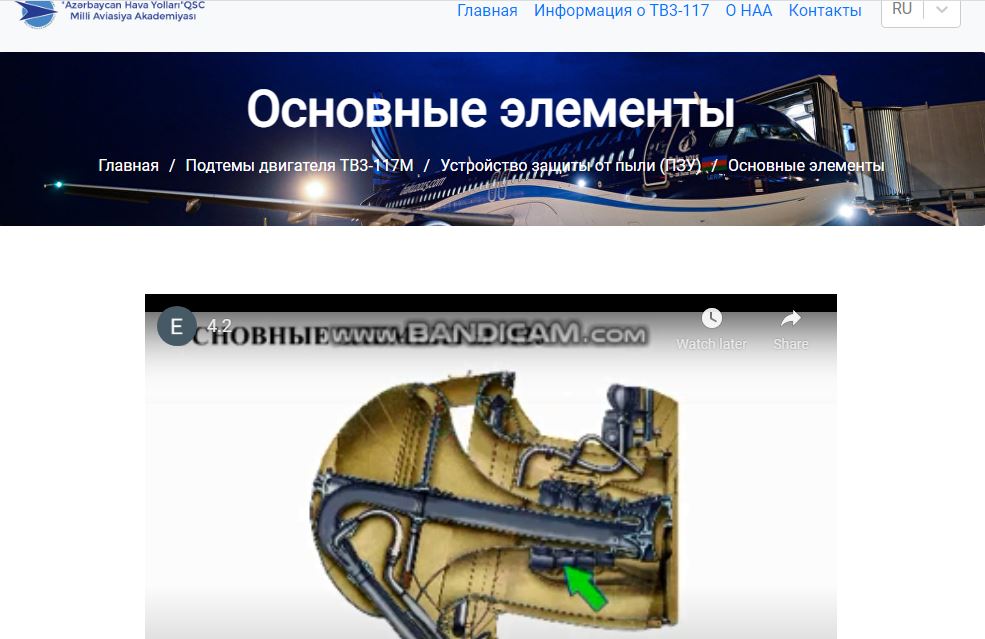 "Azərbaycan Hava Yolları"QSC
Milli Aviasiya Akademiyası
Главная Информация о ТВ3-117 О НАА Контакты RU
Основные элементы
Главная / Подтемы двигателя ТВ3-117М / Устройство защиты от пыли (ПЗУ) / Основные элементы
E 4.2
СНОВНЫЕ
www.BANDICAM.com
Watch later Share